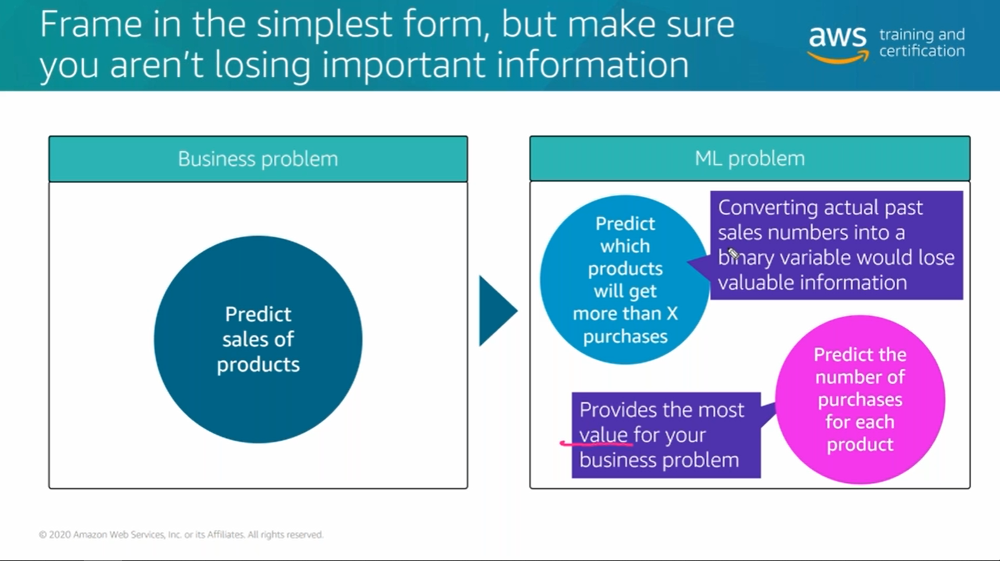 Frame in the simplest form, but make sure
you aren't losing important information
aws
training and
certification
Business problem
Predict
sales of
products
ML problem
Predict
which
products
will get
more than X
purchases
Converting actual past
sales numbers into a
binary variable would lose
valuable information
Provides the most
value for your
business problem
Predict the
number of
purchases
for each
product
© 2020 Amazon Web Services, Inc. or its Affiliates. All rights reserved.